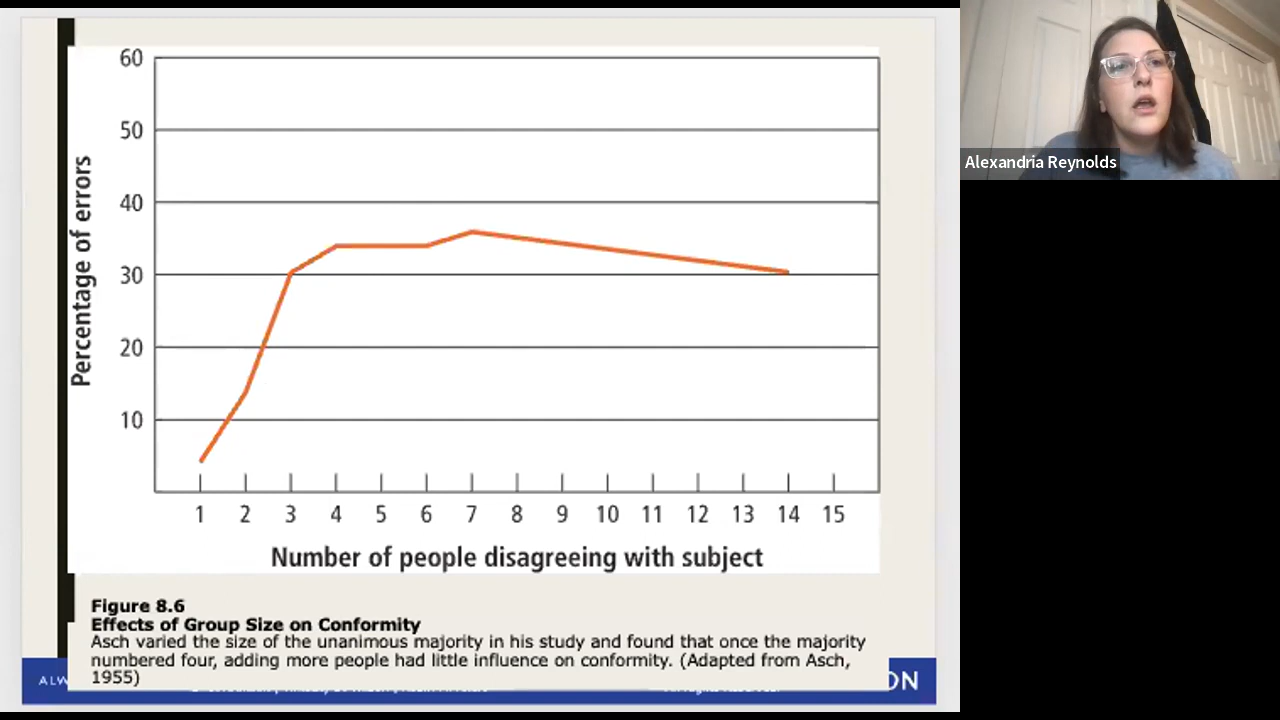 60
50
40
30
20
10
Percentage of errors
1 2 3 4 5 6 7 8 9 10 11 12 13 14 15
Number of people disagreeing with subject
Figure 8.6
Effects of Group Size on Conformity
Asch varied the size of the unanimous majority in his study and found that once the majority
numbered four, adding more people had little influence on conformity. (Adapted from Asch,
1955)
ALW
ON
Alexandria Reynolds